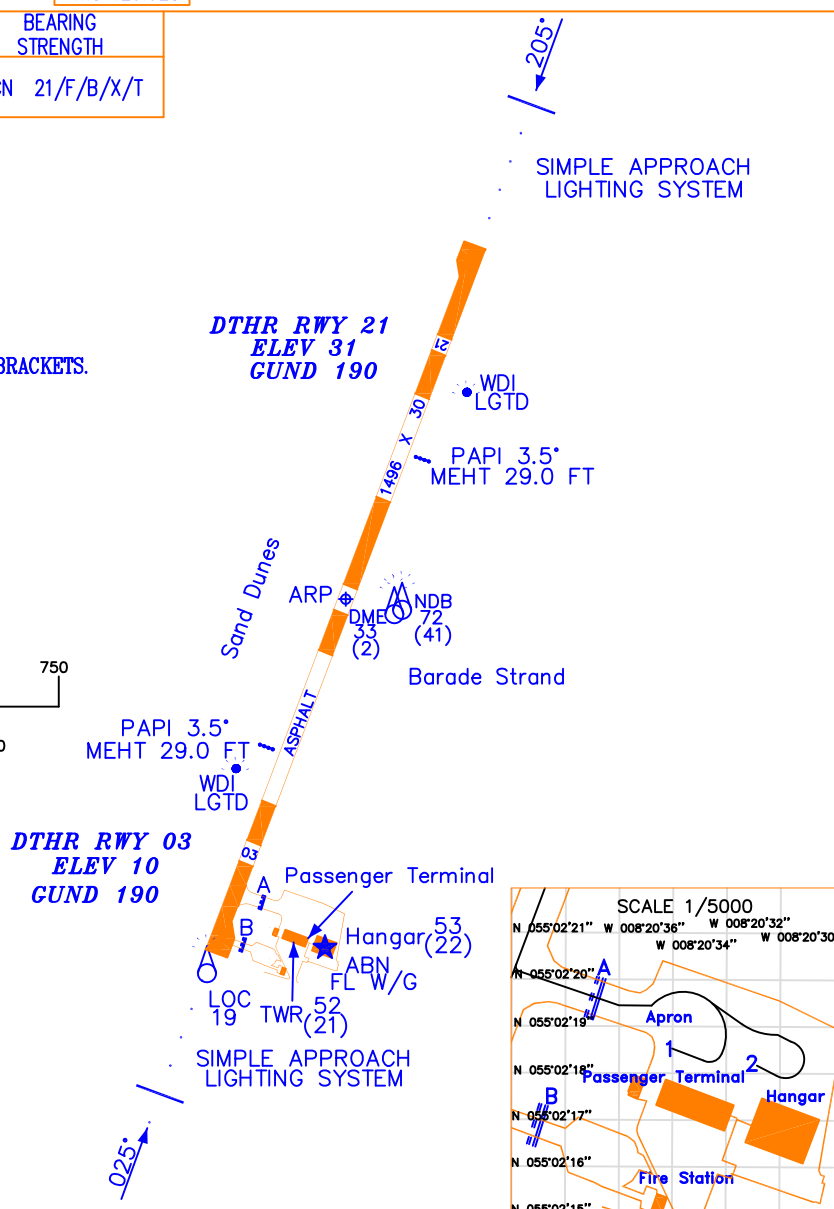 BEARING
STRENGTH
21/F/B/X/T
205°
SIMPLE APPROACH
LIGHTING SYSTEM
DTHR RWY 21
ELEV 31
GUND 190
BRACKETS.
21
WDI
LGTD
1496 X 30
PAPI 3.5°
MEHT 29.0 FT
Sand Dunes
ARP
DME
33
(2)
NDB
72
(41)
Barade Strand
750
ASPHALT
PAPI 3.5°
MEHT 29.0 FT
WDI
LGTD
DTHR RWY 03
ELEV 10
GUND 190
03
A
Passenger Terminal
B
Hangar
53
(22)
ABN
FL W/G
LOC
19
TWR
52
(21)
SIMPLE APPROACH
LIGHTING SYSTEM
025°
SCALE 1/5000
W 008°20'36"
W 008°20'34"
W 008°20'32"
W 008°20'30
N 055°02'21"
N 055°02'20"
A
N 055°02'19"
Apron
1
2
N 055°02'18"
Passenger Terminal
Hangar
B
N 055°02'17"
N 055°02'16"
Fire Station
N 055°02'15"